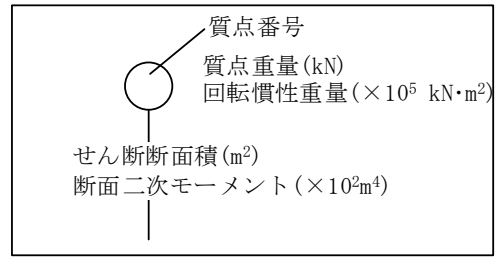 質点番号
質点重量(kN)
回転慣性重量(×10⁵ kN·m²)
せん断断面積(m²)
断面二次モーメント(×10²m⁴)